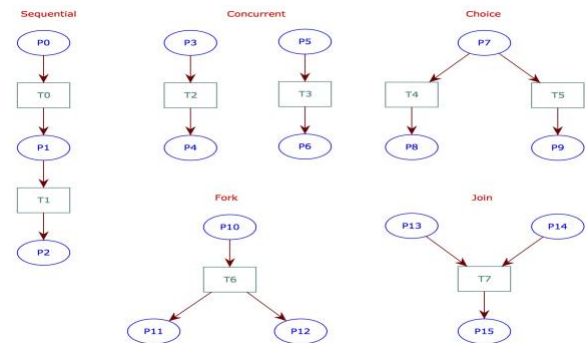 Sequential
P0
T0
P1
T1
P2
Concurrent
P3
T2
P4
P5
T3
P6
Choice
P7
T4
T5
P8
P9
Fork
P10
T6
P11
P12
Join
P13
P14
T7
P15